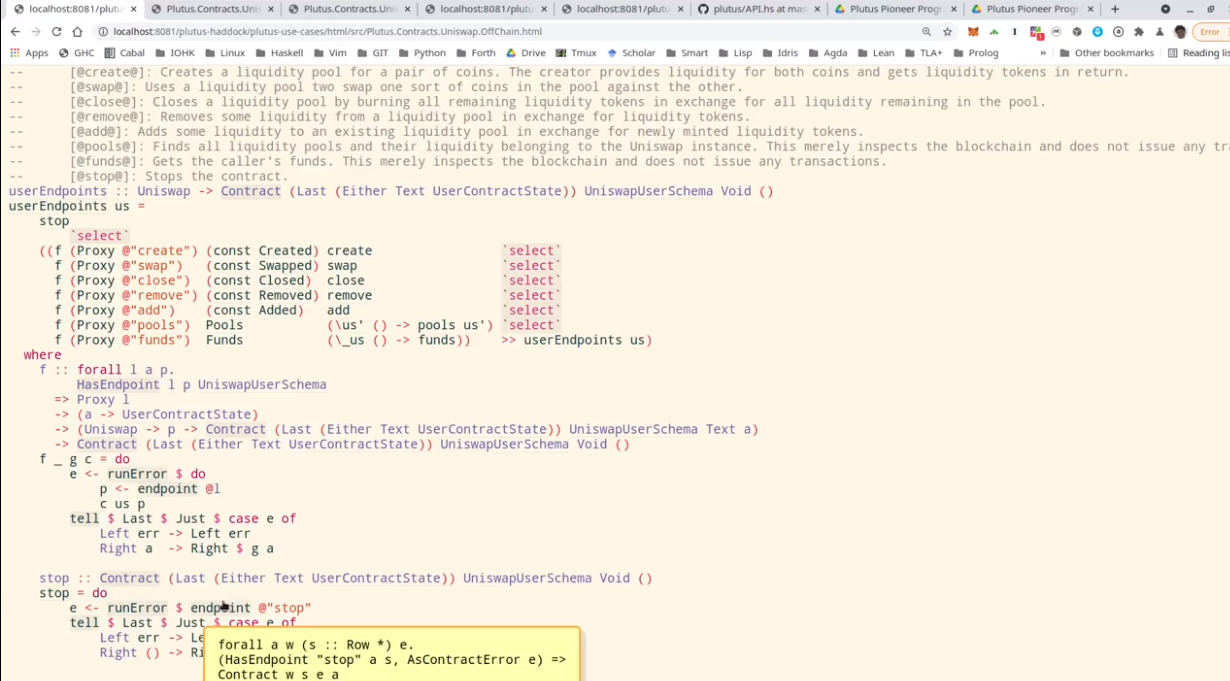 localhost:8081/plutu
Plutus.Contracts.Unis
Plutus.Contracts.Uni
localhost:8081/plutu
localhost:8081/plutu
plutus/API.hs at mas
Plutus Pioneer Progr
Plutus Pioneer Progr
localhost:8081/plutus-haddock/plutus-use-cases/html/src/Plutus.Contracts.Uniswap.OffChain.html
Error
Apps GHC Cabal IOHK Linux Haskell Vim GIT Python Forth Drive Tmux Scholar Smart Lisp Idris Agda Lean TLA+ Prolog » Other bookmarks Reading lis
-- [@create@]: Creates a liquidity pool for a pair of coins. The creator provides liquidity for both coins and gets liquidity tokens in return.
-- [@swap@]: Uses a liquidity pool two swap one sort of coins in the pool against the other.
-- [@close@]: Closes a liquidity pool by burning all remaining liquidity tokens in exchange for all liquidity remaining in the pool.
-- [@remove@]: Removes some liquidity from a liquidity pool in exchange for liquidity tokens.
-- [@add@]: Adds some liquidity to an existing liquidity pool in exchange for newly minted liquidity tokens.
-- [@pools@]: Finds all liquidity pools and their liquidity belonging to the Uniswap instance. This merely inspects the blockchain and does not issue any tr
-- [@funds@]: Gets the caller's funds. This merely inspects the blockchain and does not issue any transactions.
-- [@stop@]: Stops the contract.
userEndpoints :: Uniswap -> Contract (Last (Either Text UserContractState)) UniswapUserSchema Void ()
userEndpoints us =
stop
`select`
((f (Proxy @"create") (const Created) create `select`
f (Proxy @"swap") (const Swapped) swap `select`
f (Proxy @"close") (const Closed) close `select`
f (Proxy @"remove") (const Removed) remove `select`
f (Proxy @"add") (const Added) add `select`
f (Proxy @"pools") Pools (\us' () -> pools us') `select`
f (Proxy @"funds") Funds (\_us () -> funds)) >> userEndpoints us)
where
f :: forall l a p.
HasEndpoint l p UniswapUserSchema
=> Proxy l
-> (a -> UserContractState)
-> (Uniswap -> p -> Contract (Last (Either Text UserContractState)) UniswapUserSchema Text a)
-> Contract (Last (Either Text UserContractState)) UniswapUserSchema Void ()
f _ g c = do
e <- runError $ do
p <- endpoint @l
c us p
tell $ Last $ Just $ case e of
Left err -> Left err
Right a -> Right $ g a
stop :: Contract (Last (Either Text UserContractState)) UniswapUserSchema Void ()
stop = do
e <- runError $ endpoint @"stop"
tell $ Last $ Just $ case e of
Left err -> Le
Right () -> Ri
forall a w (s :: Row *) e.
(HasEndpoint "stop" a s, AsContractError e) =>
Contract w s e a